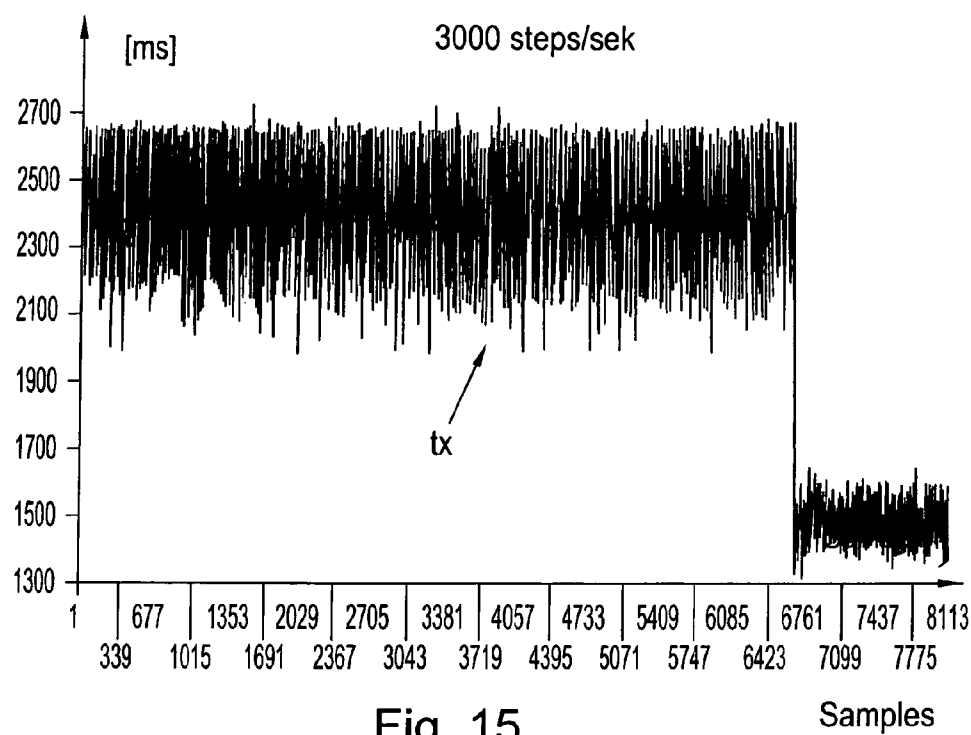 [ms]
3000 steps/sek
2700
2500
2300
2100
1900
1700
1500
1300
tx
1 677 1353 2029 2705 3381 4057 4733 5409 6085 6761 7437 8113
339 1015 1691 2367 3043 3719 4395 5071 5747 6423 7099 7775
Samples
Fig. 15